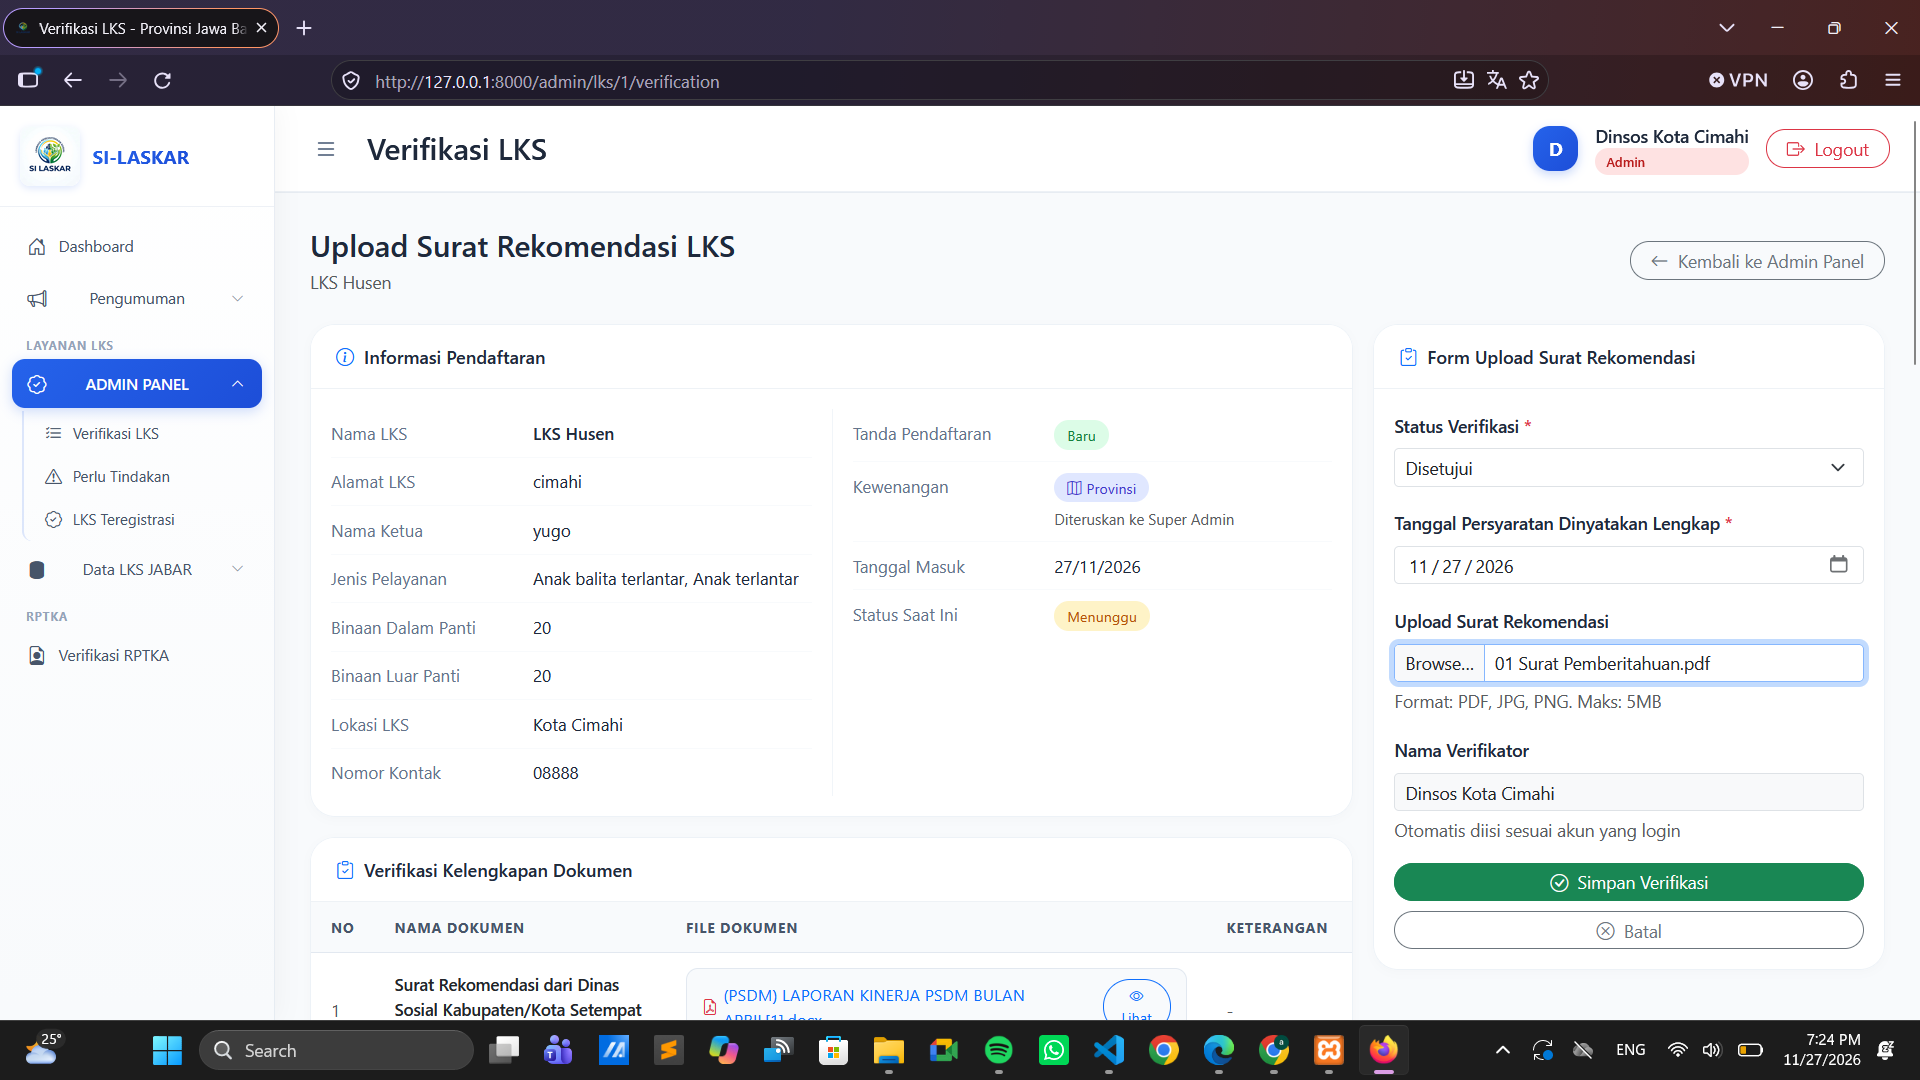 Verifikasi LKS - Provinsi Jawa Ba
http://127.0.0.1:8000/admin/lks/1/verification
VPN
SI LASKAR
SI-LASKAR
Verifikasi LKS
D
Dinsos Kota Cimahi
Admin
Logout
Dashboard
Pengumuman
LAYANAN LKS
ADMIN PANEL
Verifikasi LKS
Perlu Tindakan
LKS Teregistrasi
Data LKS JABAR
RPTKA
Verifikasi RPTKA
Upload Surat Rekomendasi LKS
LKS Husen
Kembali ke Admin Panel
Informasi Pendaftaran
Nama LKS LKS Husen
Alamat LKS cimahi
Nama Ketua yugo
Jenis Pelayanan Anak balita terlantar, Anak terlantar
Binaan Dalam Panti 20
Binaan Luar Panti 20
Lokasi LKS Kota Cimahi
Nomor Kontak 08888
Tanda Pendaftaran Baru
Kewenangan Provinsi
Diteruskan ke Super Admin
Tanggal Masuk 27/11/2026
Status Saat Ini Menunggu
Form Upload Surat Rekomendasi
Status Verifikasi *
Disetujui
Tanggal Persyaratan Dinyatakan Lengkap *
11 / 27 / 2026
Upload Surat Rekomendasi
Browse... 01 Surat Pemberitahuan.pdf
Format: PDF, JPG, PNG. Maks: 5MB
Nama Verifikator
Dinsos Kota Cimahi
Otomatis diisi sesuai akun yang login
Simpan Verifikasi
Batal
Verifikasi Kelengkapan Dokumen
NO NAMA DOKUMEN FILE DOKUMEN KETERANGAN
1 Surat Rekomendasi dari Dinas
Sosial Kabupaten/Kota Setempat
(PSDM) LAPORAN KINERJA PSDM BULAN
APRIL[1].docx
Lihat
-
25°
Search
ENG
7:24 PM
11/27/2026